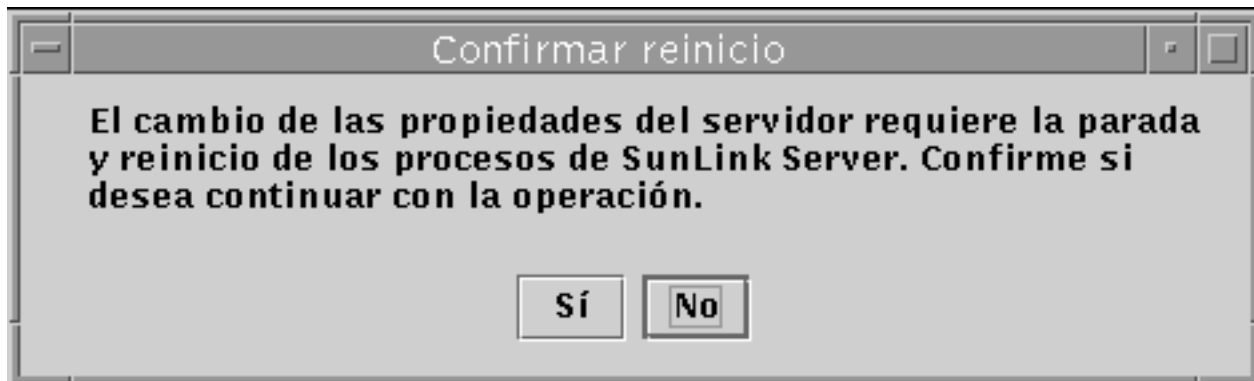 Confirmar reinicio
El cambio de las propiedades del servidor requiere la parada
y reinicio de los procesos de SunLink Server. Confirme si
desea continuar con la operación.
Sí No